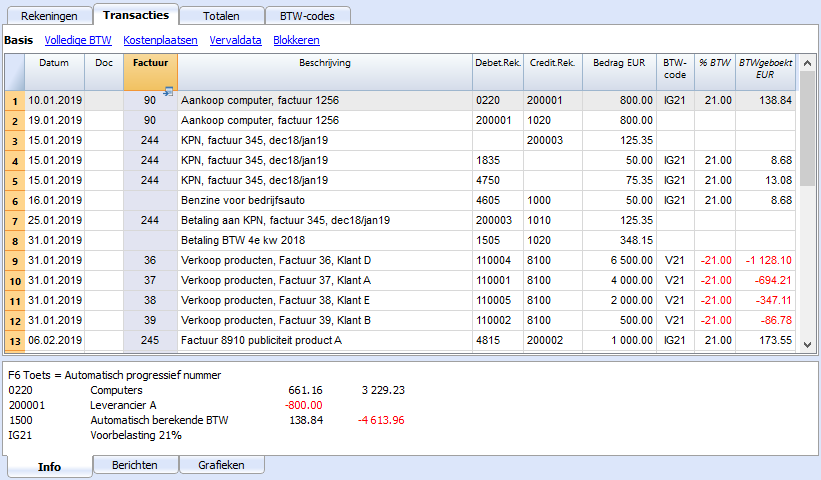 Rekeningen Transacties Totalen BTW-codes
Basis Volledige BTW Kostenplaatsen Vervaldata Blokkeren
Datum Doc Factuur Beschrijving Debet.Rek. Credit.Rek. Bedrag EUR BTW-code % BTW BTWgeboekt EUR
1 10.01.2019 90 Aankoop computer, factuur 1256 0220 200001 800.00 IG21 21.00 138.84
2 19.01.2019 90 Aankoop computer, factuur 1256 200001 1020 800.00
3 15.01.2019 244 KPN, factuur 345, dec18/jan19 200003 125.35
4 15.01.2019 244 KPN, factuur 345, dec18/jan19 1835 50.00 IG21 21.00 8.68
5 15.01.2019 244 KPN, factuur 345, dec18/jan19 4750 75.35 IG21 21.00 13.08
6 16.01.2019 Benzine voor bedrijfsauto 4605 1000 50.00 IG21 21.00 8.68
7 25.01.2019 244 Betaling aan KPN, factuur 345, dec18/jan19 200003 1010 125.35
8 31.01.2019 Betaling BTW 4e kw 2018 1505 1020 348.15
9 31.01.2019 36 Verkoop producten, Factuur 36, Klant D 110004 8100 6 500.00 V21 -21.00 -1 128.10
10 31.01.2019 37 Verkoop producten, Factuur 37, Klant A 110001 8100 4 000.00 V21 -21.00 -694.21
11 31.01.2019 38 Verkoop producten, Factuur 38, Klant E 110005 8100 2 000.00 V21 -21.00 -347.11
12 31.01.2019 39 Verkoop producten, Factuur 39, Klant B 110002 8100 500.00 V21 -21.00 -86.78
13 06.02.2019 245 Factuur 8910 publiciteit product A 4815 200002 1 000.00 IG21 21.00 173.55
F6 Toets = Automatisch progressief nummer
0220 Computers 661.16 3 229.23
200001 Leverancier A -800.00
1500 Automatisch berekende BTW 138.84 -4 613.96
IG21 Voorbelasting 21%
Info Berichten Grafieken